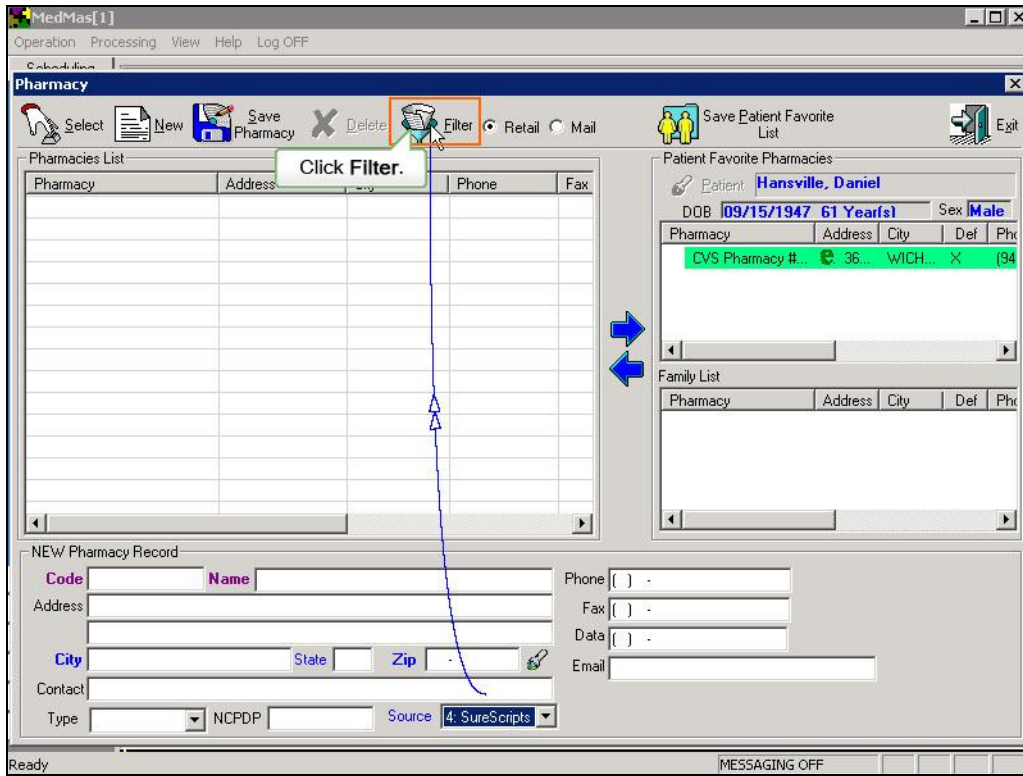 MedMas[1]
Operation Processing View Help Log OFF
Scheduling
Pharmacy
Select New Save Pharmacy Delete Filter Retail Mail Save Patient Favorite List Exit
Click Filter.
Pharmacies List
Pharmacy Address Phone Fax
Patient Favorite Pharmacies
Patient Hansville, Daniel
DOB 09/15/1947 61 Year(s) Sex Male
Pharmacy Address City Def Pho
CVS Pharmacy #... e 36... WICH... X (94
Family List
Pharmacy Address City Def Pho
NEW Pharmacy Record
Code Name Phone ( ) -
Address Fax ( ) -
Data ( ) -
City State Zip - Email
Contact
Type NCPDP Source 4: SureScripts
Ready MESSAGING OFF